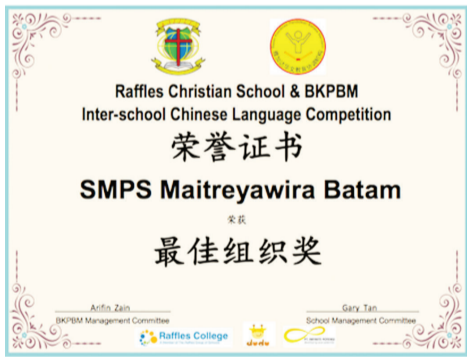 Raffles Christian School & BKPBM
Inter-school Chinese Language Competition
荣誉证书
SMPS Maitreyawira Batam
荣获
最佳组织奖
Arifin Zain
Gary Tan
BKPBM Management Committee
School Management Committee
Raffles College
dudu